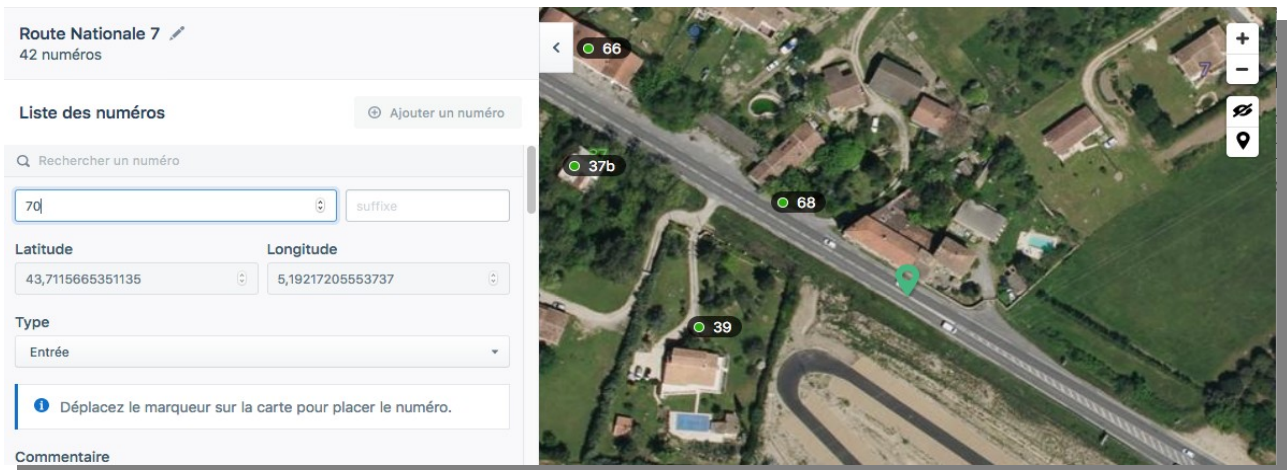 Route Nationale 7
42 numéros
Liste des numéros
Ajouter un numéro
Rechercher un numéro
70
suffixe
Latitude
Longitude
43,7115665351135
5,19217205553737
Type
Entrée
Déplacez le marqueur sur la carte pour placer le numéro.
Commentaire
66
7
37
37b
68
39